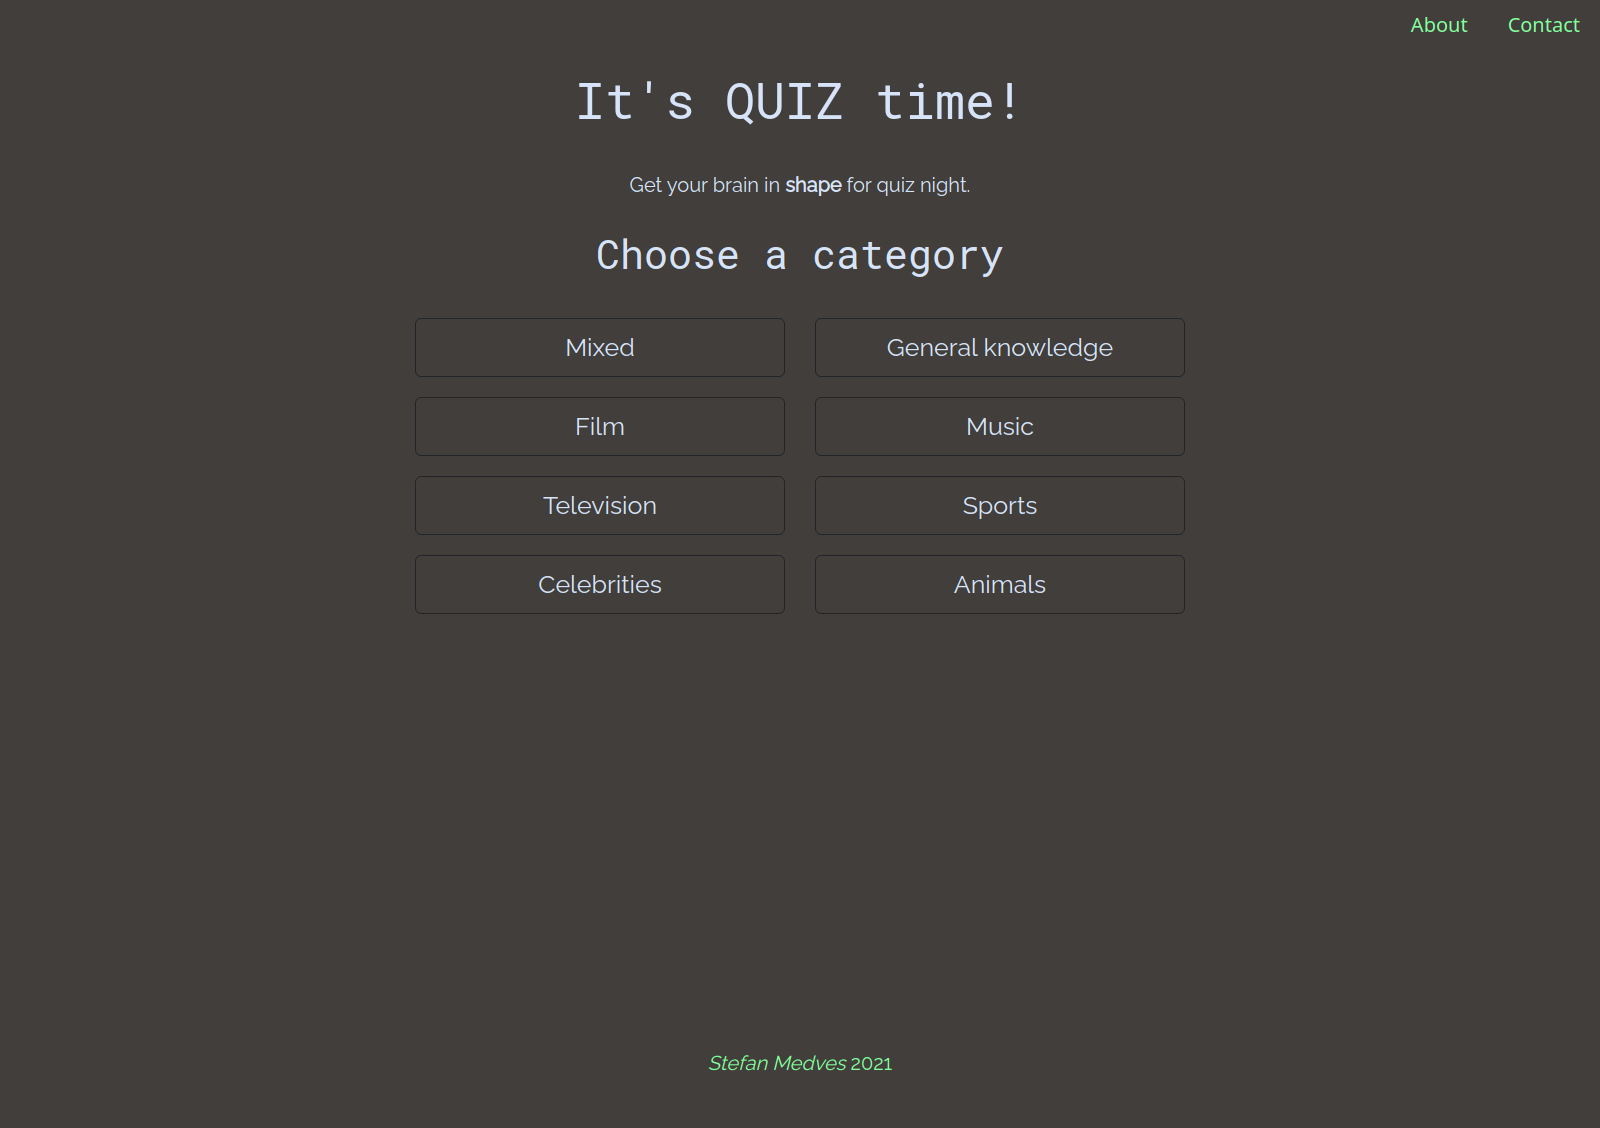 About Contact
It's QUIZ time!
Get your brain in shape for quiz night.
Choose a category
Mixed
General knowledge
Film
Music
Television
Sports
Celebrities
Animals
Stefan Medves 2021